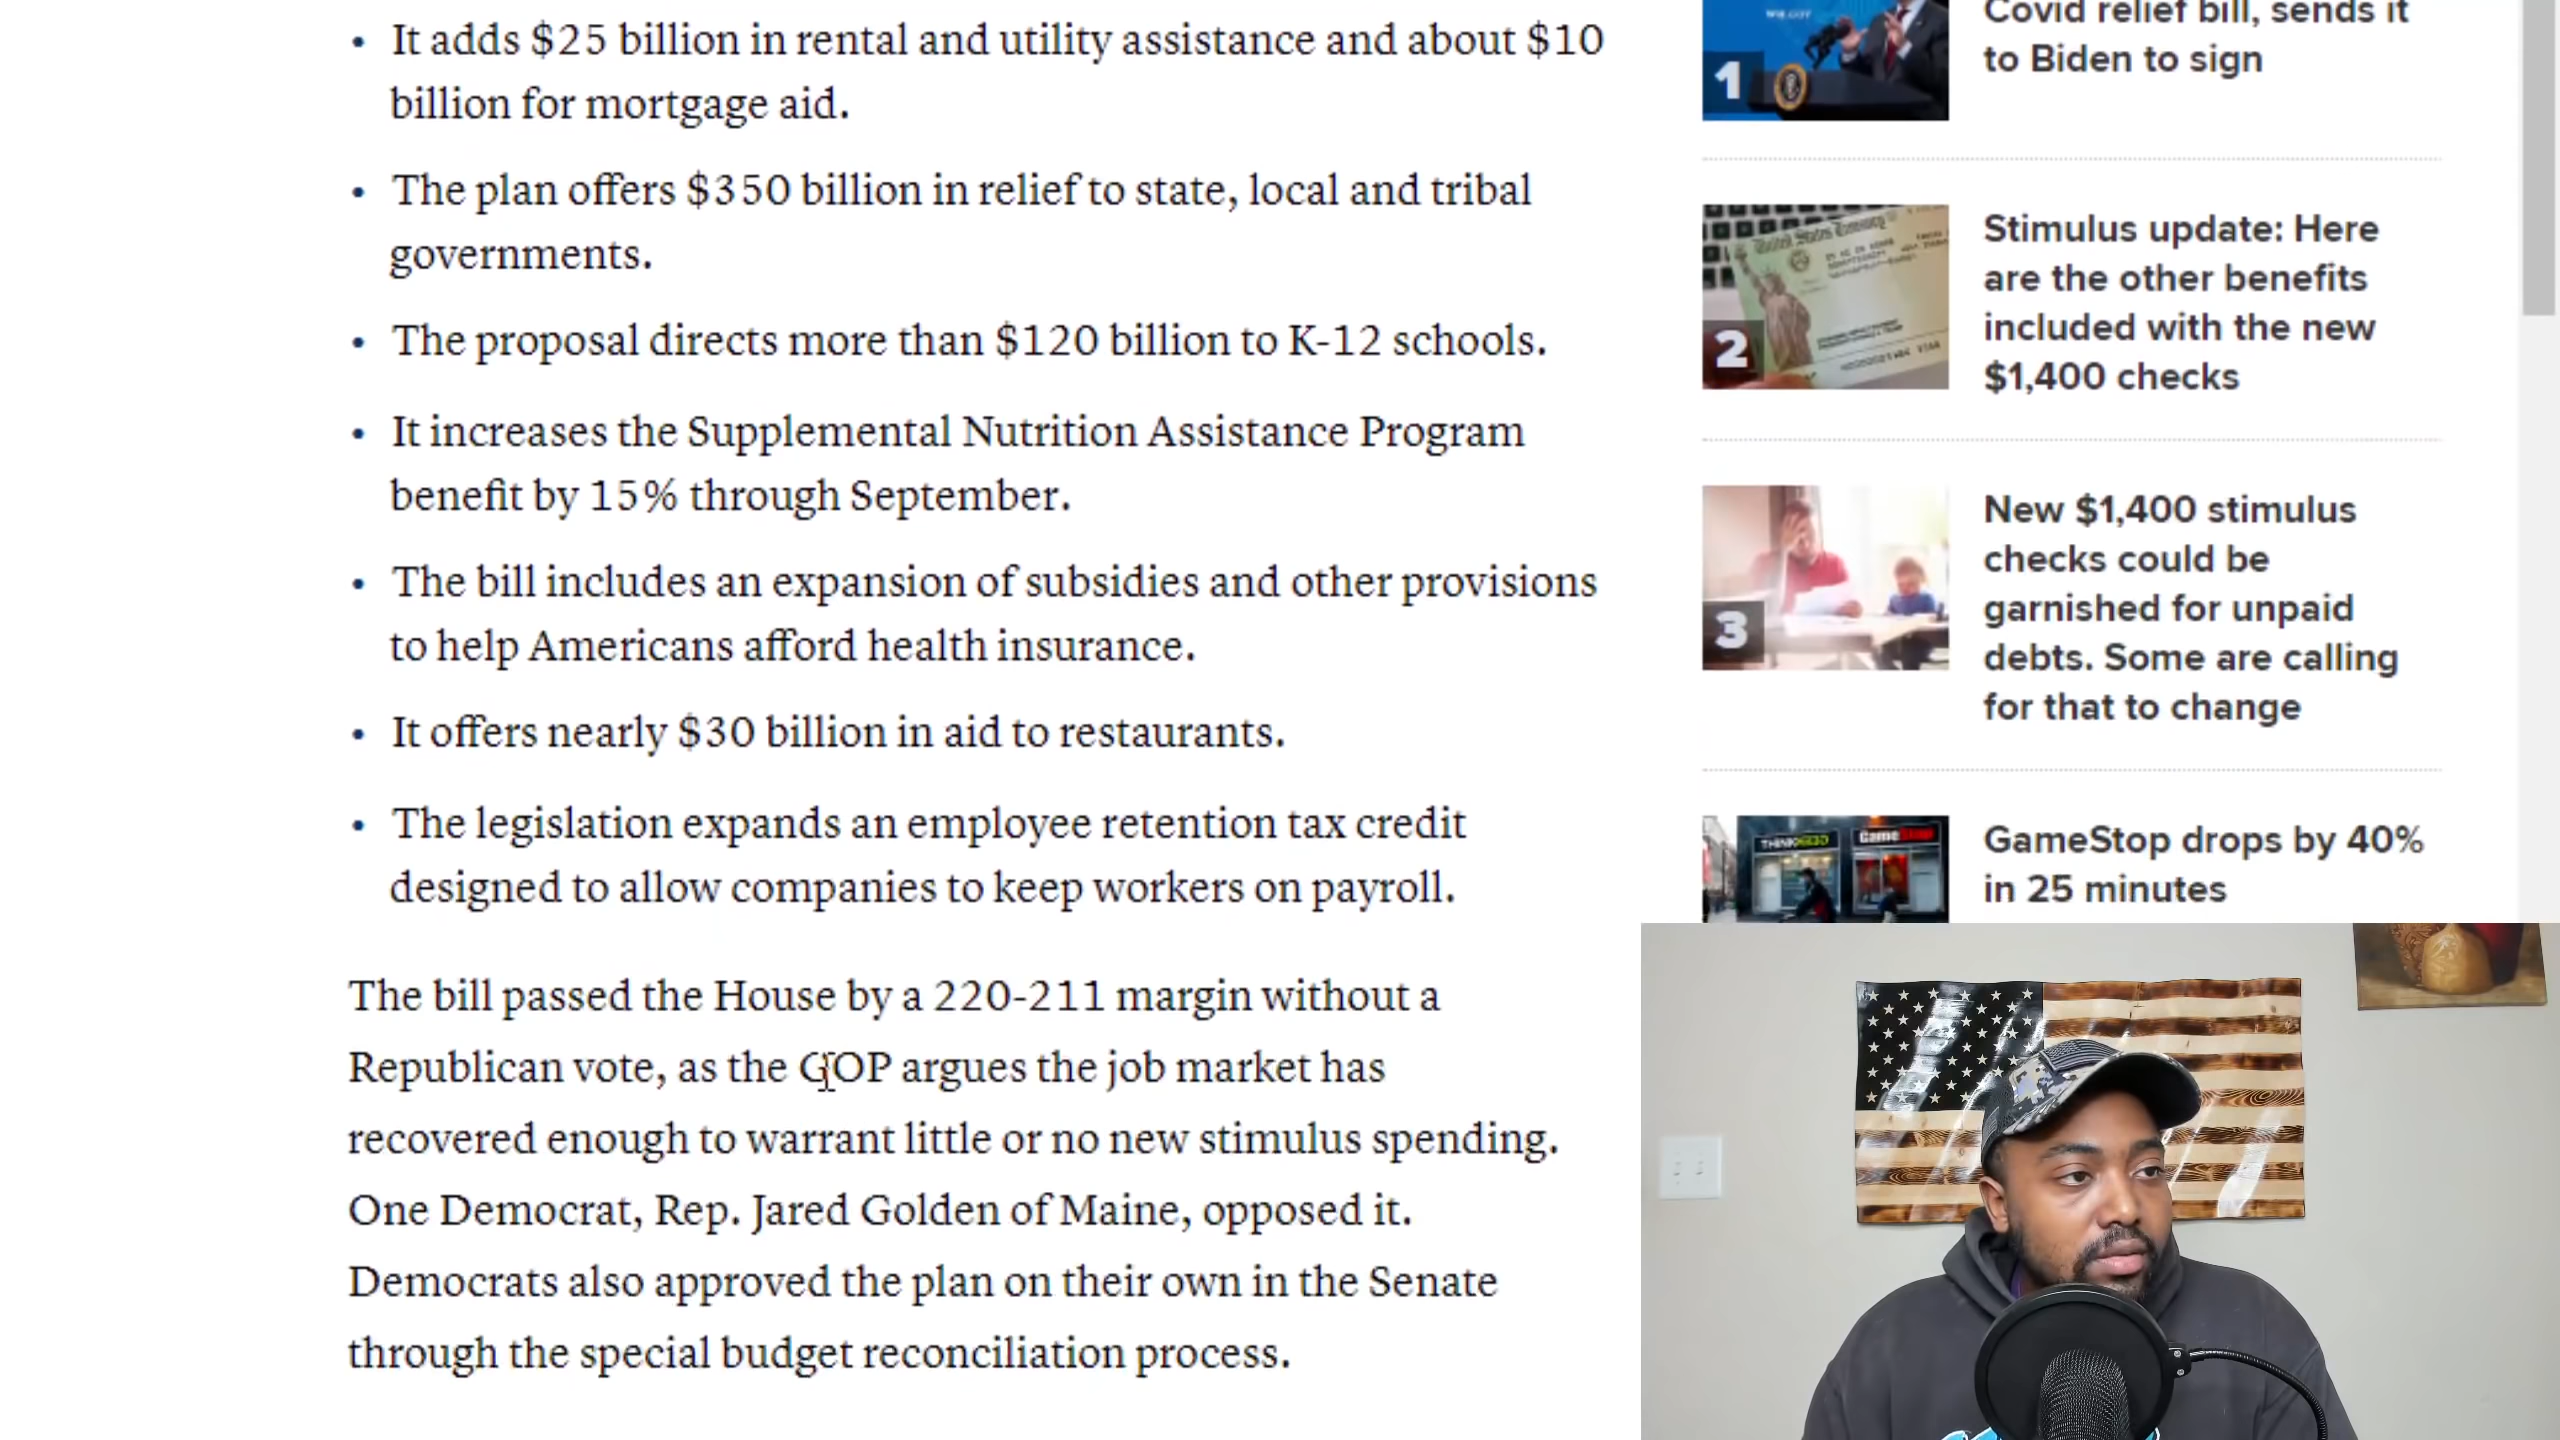 • It adds $25 billion in rental and utility assistance and about $10
billion for mortgage aid.
• The plan offers $350 billion in relief to state, local and tribal
governments.
• The proposal directs more than $120 billion to K-12 schools.
• It increases the Supplemental Nutrition Assistance Program
benefit by 15% through September.
• The bill includes an expansion of subsidies and other provisions
to help Americans afford health insurance.
• It offers nearly $30 billion in aid to restaurants.
• The legislation expands an employee retention tax credit
designed to allow companies to keep workers on payroll.
The bill passed the House by a 220-211 margin without a
Republican vote, as the GOP argues the job market has
recovered enough to warrant little or no new stimulus spending.
One Democrat, Rep. Jared Golden of Maine, opposed it.
Democrats also approved the plan on their own in the Senate
through the special budget reconciliation process.
1
Covid relief bill, sends it
to Biden to sign
United States Treasury
2
Stimulus update: Here
are the other benefits
included with the new
$1,400 checks
3
New $1,400 stimulus
checks could be
garnished for unpaid
debts. Some are calling
for that to change
GameStop
GameStop drops by 40%
in 25 minutes